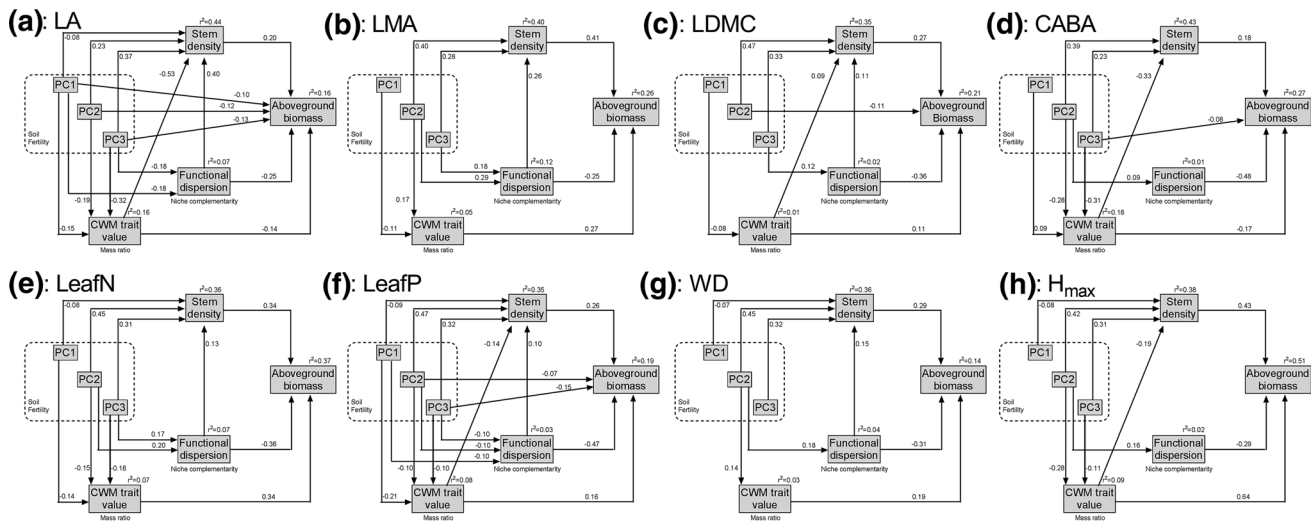 (a): LA
r²=0.44
Stem
density
-0.08
0.23
0.37
0.20
-0.53
0.40
PC1
PC2
PC3
Soil
Fertility
-0.10
-0.12
-0.13
r²=0.16
Aboveground
biomass
r²=0.07
-0.18
-0.18
Functional
dispersion
-0.25
Niche complementarity
-0.19
-0.32
r²=0.16
-0.15
CWM trait
value
-0.14
Mass ratio
(b): LMA
r²=0.40
Stem
density
0.40
0.28
0.41
0.26
PC1
PC2
PC3
Soil
Fertility
r²=0.26
Aboveground
biomass
r²=0.12
0.18
0.29
Functional
dispersion
-0.25
Niche complementarity
0.17
r²=0.05
-0.11
CWM trait
value
0.27
Mass ratio
(c): LDMC
r²=0.35
Stem
density
0.47
0.33
0.27
0.09
0.11
PC1
PC2
PC3
Soil
Fertility
-0.11
r²=0.21
Aboveground
Biomass
r²=0.02
0.12
Functional
dispersion
-0.36
Niche complementarity
r²=0.01
-0.08
CWM trait
value
0.11
Mass ratio
(d): CABA
r²=0.43
Stem
density
0.39
0.23
0.18
-0.33
PC1
PC2
PC3
Soil
Fertility
-0.08
r²=0.27
Aboveground
biomass
r²=0.01
0.09
Functional
dispersion
-0.48
Niche complementarity
-0.28
-0.31
r²=0.18
0.09
CWM trait
value
-0.17
Mass ratio
(e): LeafN
r²=0.36
Stem
density
-0.08
0.45
0.31
0.34
0.13
PC1
PC2
PC3
Soil
Fertility
r²=0.37
Aboveground
biomass
r²=0.07
0.17
0.20
Functional
dispersion
-0.36
Niche complementarity
-0.15
-0.18
r²=0.07
-0.14
CWM trait
value
0.34
Mass ratio
(f): LeafP
r²=0.35
Stem
density
-0.09
0.47
0.32
0.26
-0.14
0.10
PC1
PC2
PC3
Soil
Fertility
-0.07
-0.15
r²=0.19
Aboveground
biomass
r²=0.03
-0.10
-0.10
-0.10
Functional
dispersion
-0.47
Niche complementarity
-0.10
-0.10
r²=0.08
-0.21
CWM trait
value
0.16
Mass ratio
(g): WD
r²=0.36
Stem
density
-0.07
0.45
0.32
0.29
0.15
PC1
PC2
PC3
Soil
Fertility
r²=0.14
Aboveground
biomass
r²=0.04
0.18
Functional
dispersion
-0.31
Niche complementarity
0.14
r²=0.03
CWM trait
value
0.19
Mass ratio
(h): Hmax
r²=0.38
Stem
density
-0.08
0.42
0.31
0.43
-0.19
PC1
PC2
PC3
Soil
Fertility
r²=0.51
Aboveground
biomass
r²=0.02
0.16
Functional
dispersion
-0.29
Niche complementarity
-0.28
-0.11
r²=0.09
CWM trait
value
0.64
Mass ratio